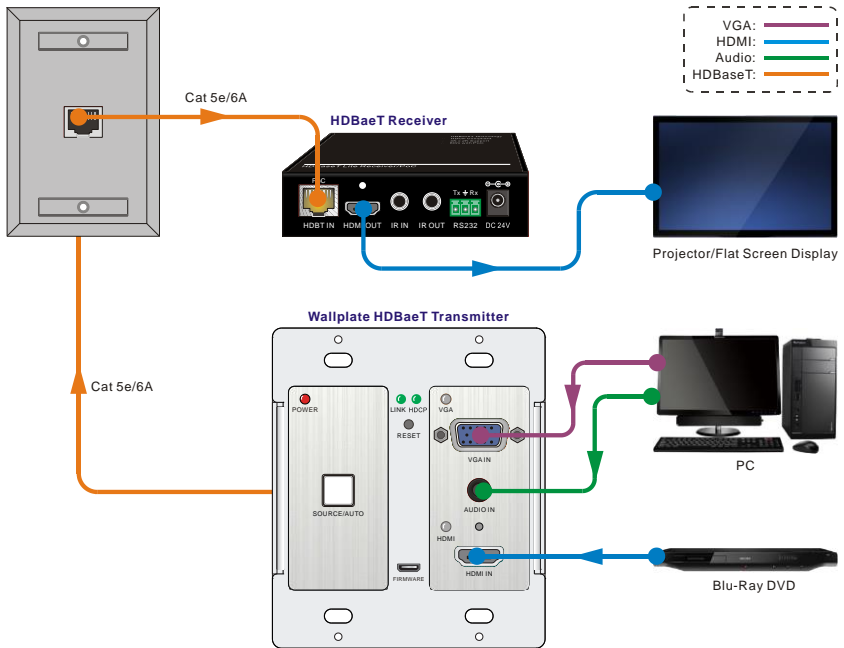 VGA:
HDMI:
Audio:
HDBaseT:
Cat 5e/6A
HDBaeT Receiver
HDBT IN
HDMI OUT
IR IN
IR OUT
Tx Rx
RS232
DC 24V
Projector/Flat Screen Display
Wallplate HDBaeT Transmitter
Cat 5e/6A
POWER
LINK HDCP
VGA
RESET
VGA IN
SOURCE/AUTO
AUDIO IN
HDMI
FIRMWARE
HDMI IN
PC
Blu-Ray DVD